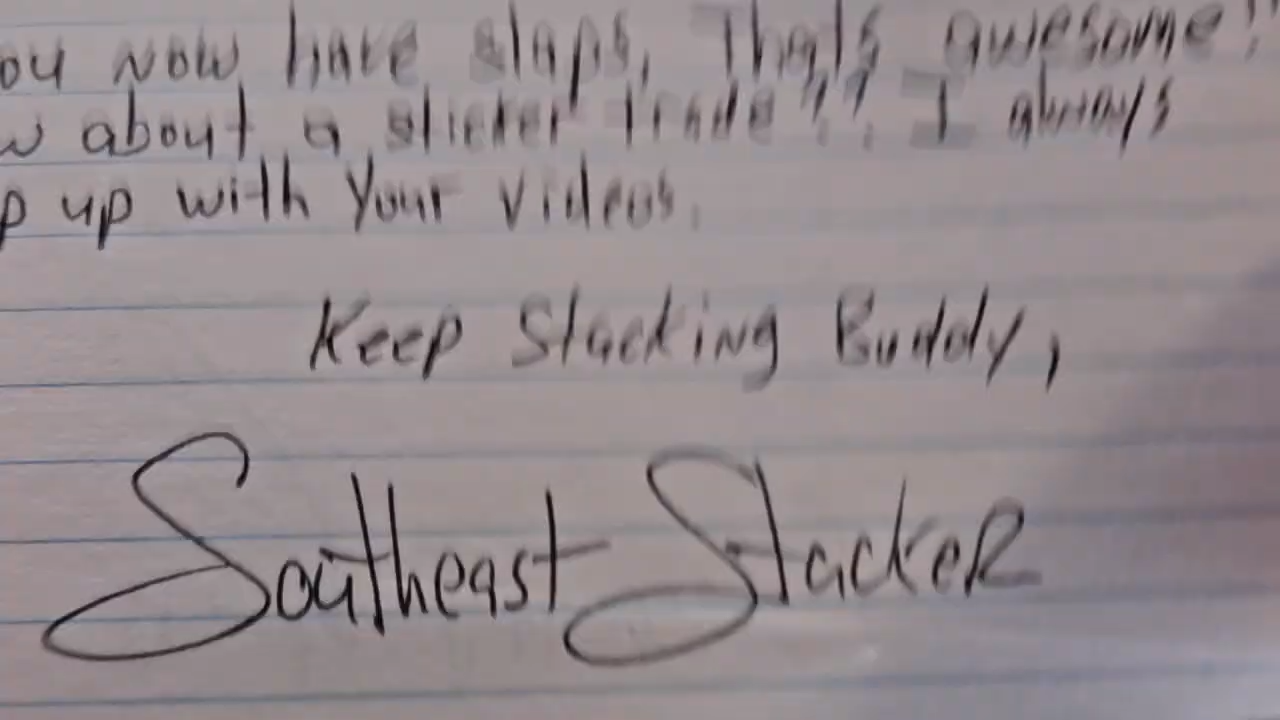 ou now have slaps. That's awesome!!
w about a sticker trade!?! I always
p up with Your videos.
Keep Stacking Buddy,
Southeast Stacker